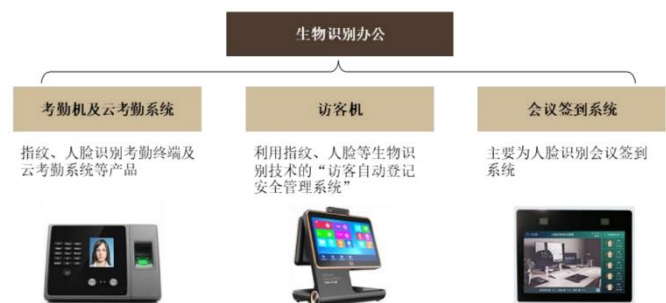 生物识别办公
考勤机及云考勤系统
访客机
会议签到系统
指纹、人脸识别考勤终端及
云考勤系统等产品
利用指纹、人脸等生物识
别技术的“访客自动登记
安全管理系统”
主要为人脸识别会议签到
系统